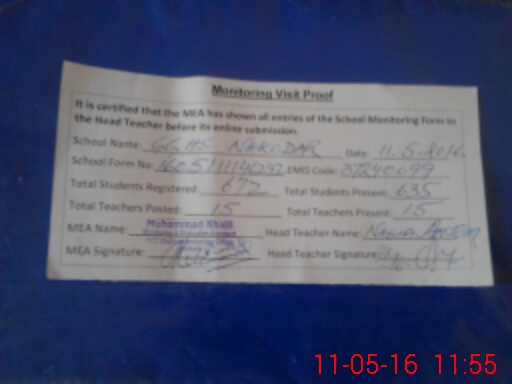 Monitoring Visit Proof
It is certified that the MEA has shown all entries of the School Monitoring Form to
the Head Teacher before its online submission.
School Name: GGHS NAKODAR Date: 11.5.2016
School Form No: EMIS Code: 37240099
Total Students Registered: 672 Total Students Present: 635
Total Teachers Posted: 15 Total Teachers Present: 15
MEA Name: Muhammad Khalil Head Teacher Name:
MEA Signature: Head Teacher Signature:
11-05-16 11:55